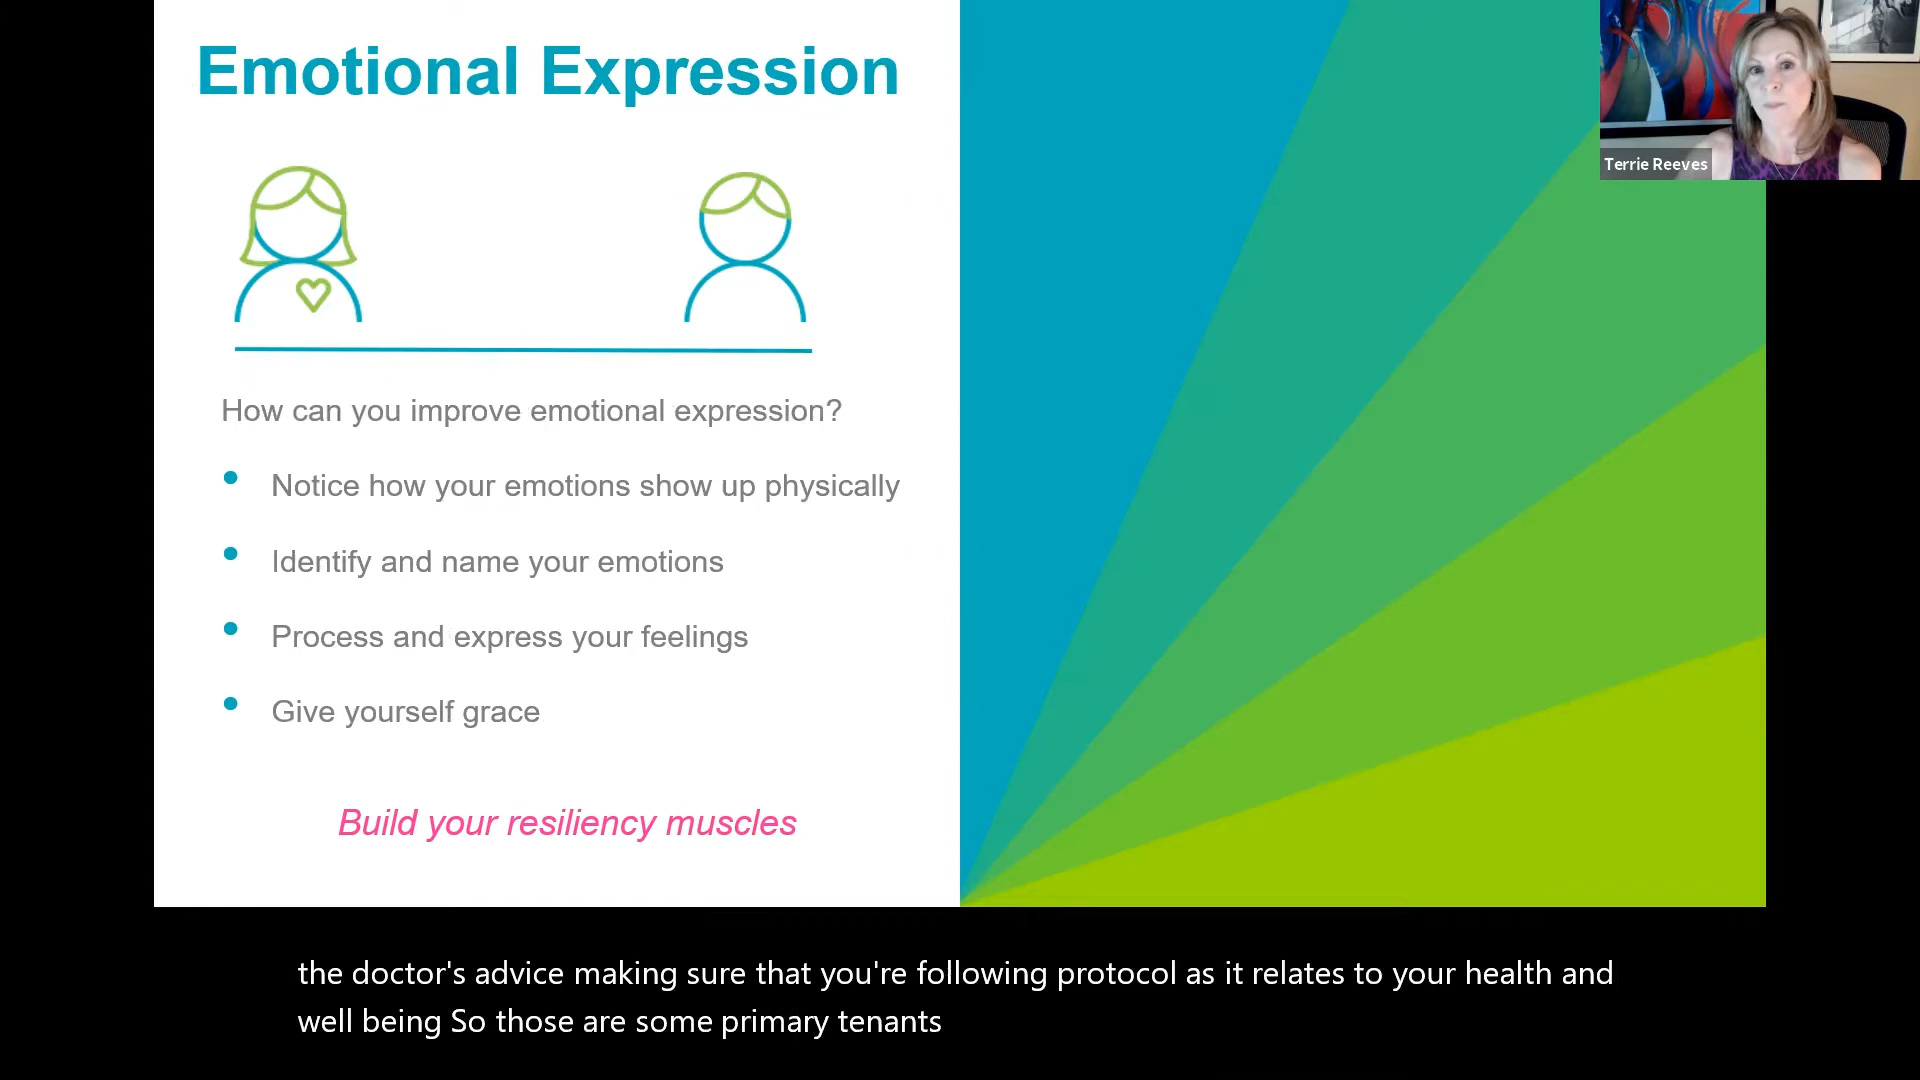 Emotional Expression
Terrie Reeves
How can you improve emotional expression?
• Notice how your emotions show up physically
• Identify and name your emotions
• Process and express your feelings
• Give yourself grace
Build your resiliency muscles
the doctor's advice making sure that you're following protocol as it relates to your health and
well being So those are some primary tenants